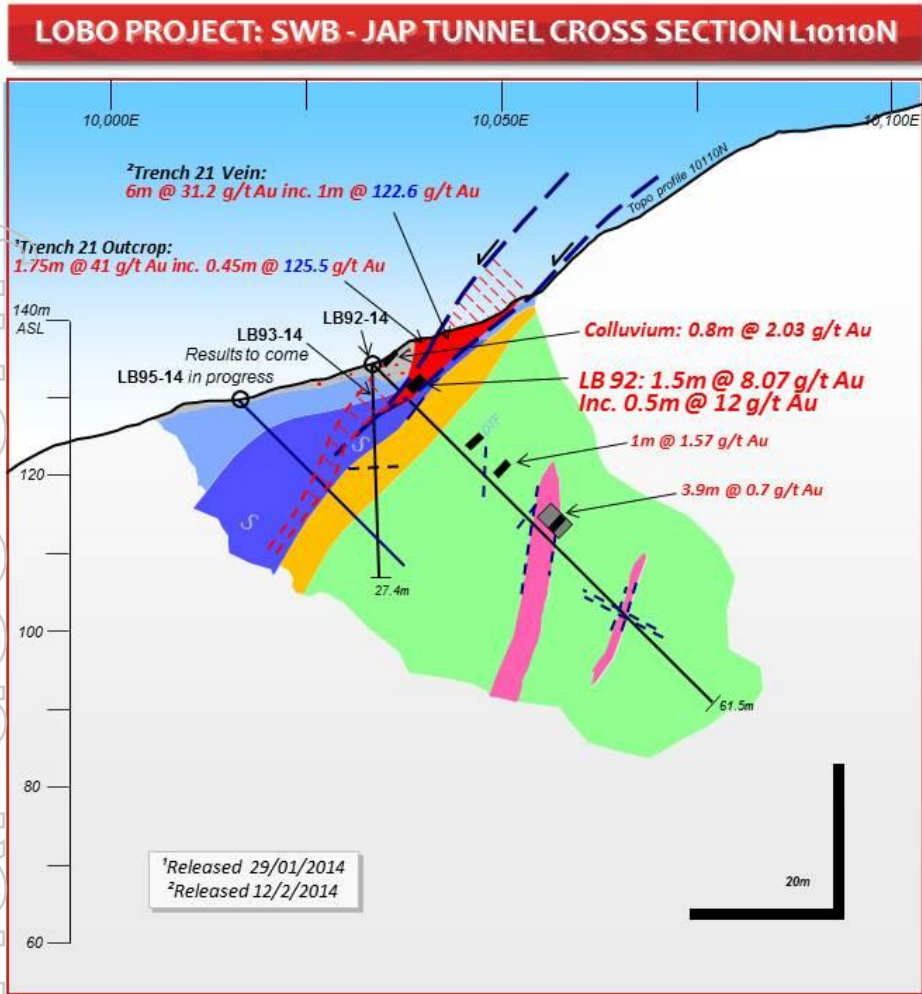 LOBO PROJECT: SWB - JAP TUNNEL CROSS SECTION L10110N
10,000E
10,050E
10,100E
Topo profile 10110N
²Trench 21 Vein:
6m @ 31.2 g/t Au inc. 1m @ 122.6 g/t Au
¹Trench 21 Outcrop:
1.75m @ 41 g/t Au inc. 0.45m @ 125.5 g/t Au
140m
ASL
LB92-14
LB93-14
Results to come
LB95-14 in progress
Colluvium: 0.8m @ 2.03 g/t Au
LB 92: 1.5m @ 8.07 g/t Au
Inc. 0.5m @ 12 g/t Au
1m @ 1.57 g/t Au
3.9m @ 0.7 g/t Au
S
S
120
27.4m
100
61.5m
80
60
20m
¹Released 29/01/2014
²Released 12/2/2014